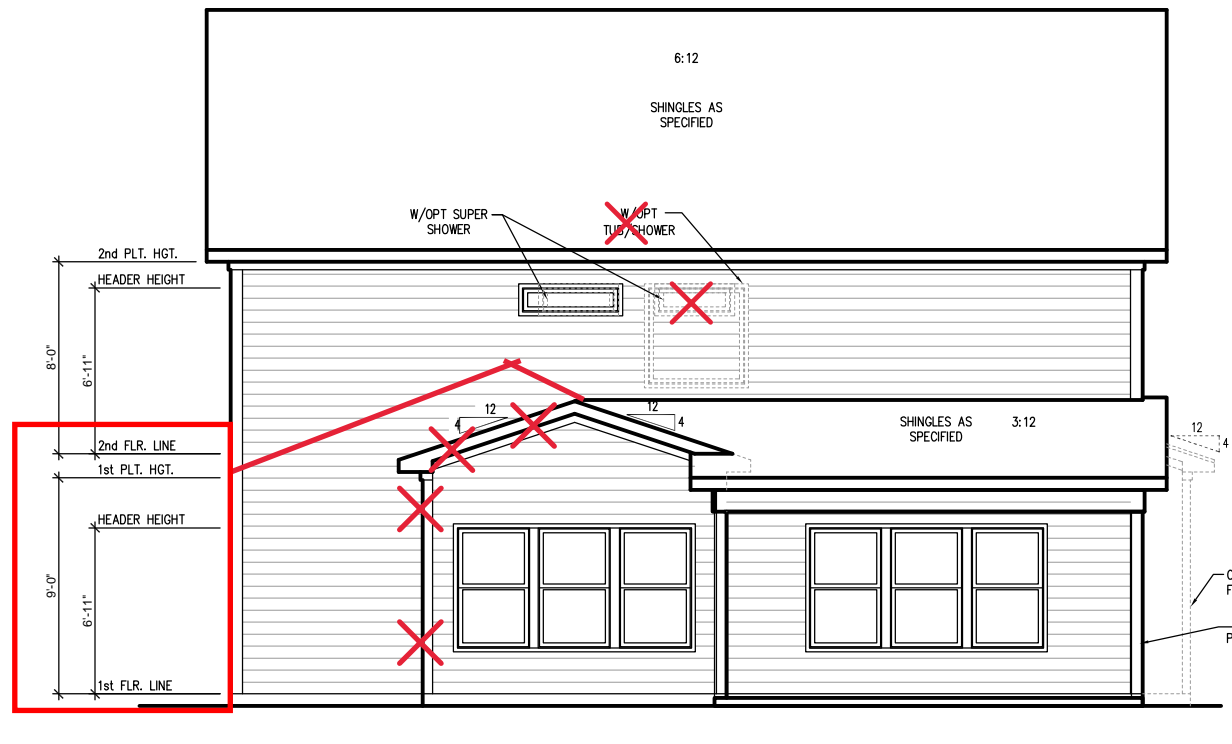 6:12
SHINGLES AS
SPECIFIED
W/OPT SUPER
SHOWER
W/OPT
TUB/SHOWER
2nd PLT. HGT.
HEADER HEIGHT
8'-0"
6'-11"
2nd FLR. LINE
1st PLT. HGT.
HEADER HEIGHT
9'-0"
6'-11"
1st FLR. LINE
12
4
12
4
SHINGLES AS
SPECIFIED
3:12
12
4
F
P